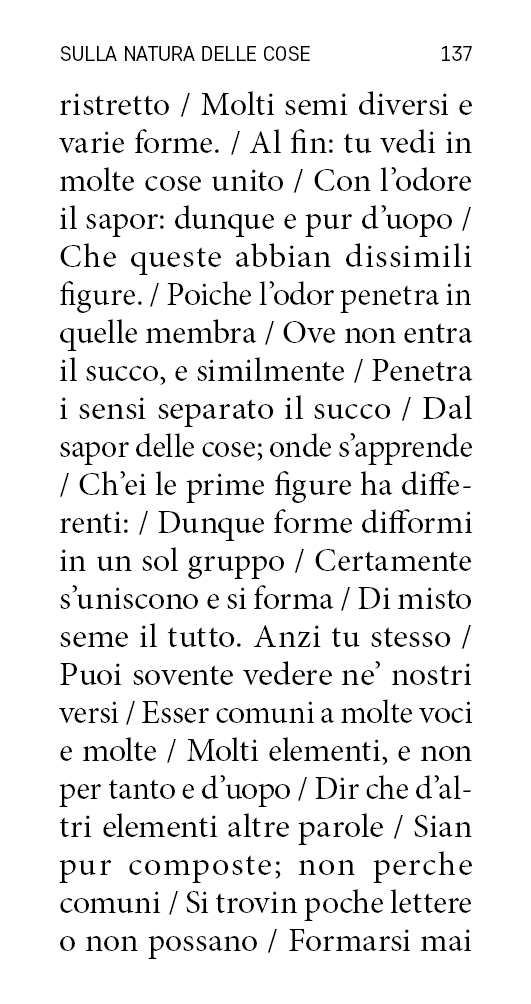 SULLA NATURA DELLE COSE 137
ristretto / Molti semi diversi e
varie forme. / Al fin: tu vedi in
molte cose unito / Con l’odore
il sapor: dunque e pur d’uopo /
Che queste abbian dissimili
figure. / Poiche l’odor penetra in
quelle membra / Ove non entra
il succo, e similmente / Penetra
i sensi separato il succo / Dal
sapor delle cose; onde s’apprende
/ Ch’ei le prime figure ha diffe-
renti: / Dunque forme difformi
in un sol gruppo / Certamente
s’uniscono e si forma / Di misto
seme il tutto. Anzi tu stesso /
Puoi sovente vedere ne’ nostri
versi / Esser comuni a molte voci
e molte / Molti elementi, e non
per tanto e d’uopo / Dir che d’al-
tri elementi altre parole / Sian
pur composte; non perche
comuni / Si trovin poche lettere
o non possano / Formarsi mai